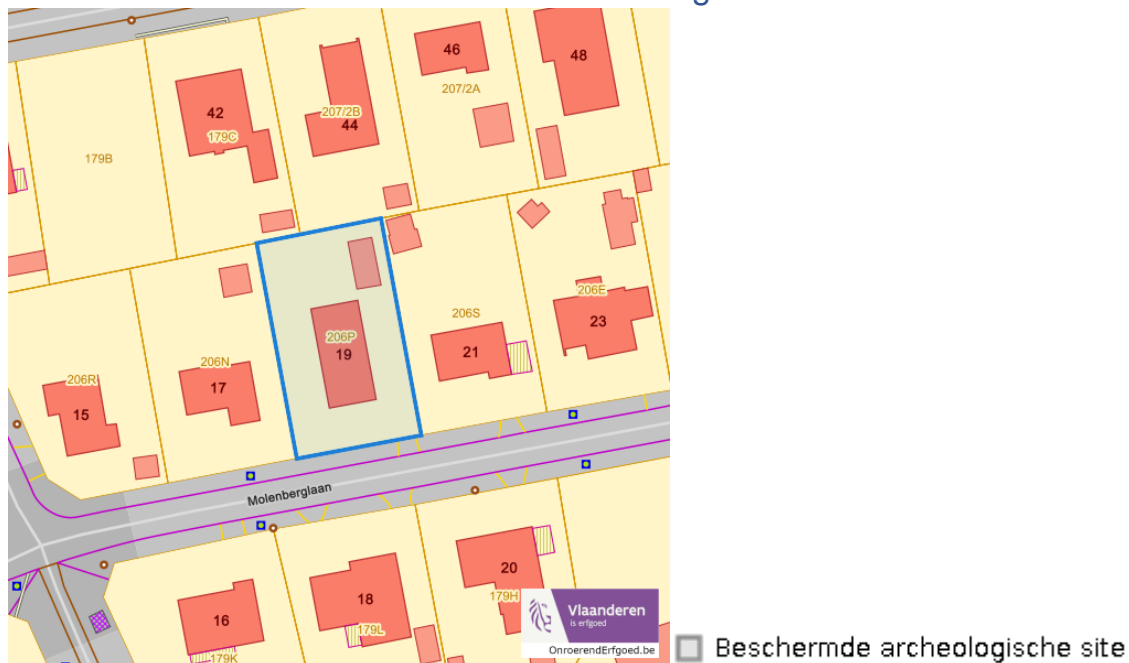 g
46
48
42
207/2A
207/2B
44
179C
179B
206E
206S
23
206P
19
21
206N
17
206R
15
Molenberglaan
20
179H
18
16
179L
179K
Vlaanderen
is erfgoed
OnroerendErfgoed.be
Beschermde archeologische site